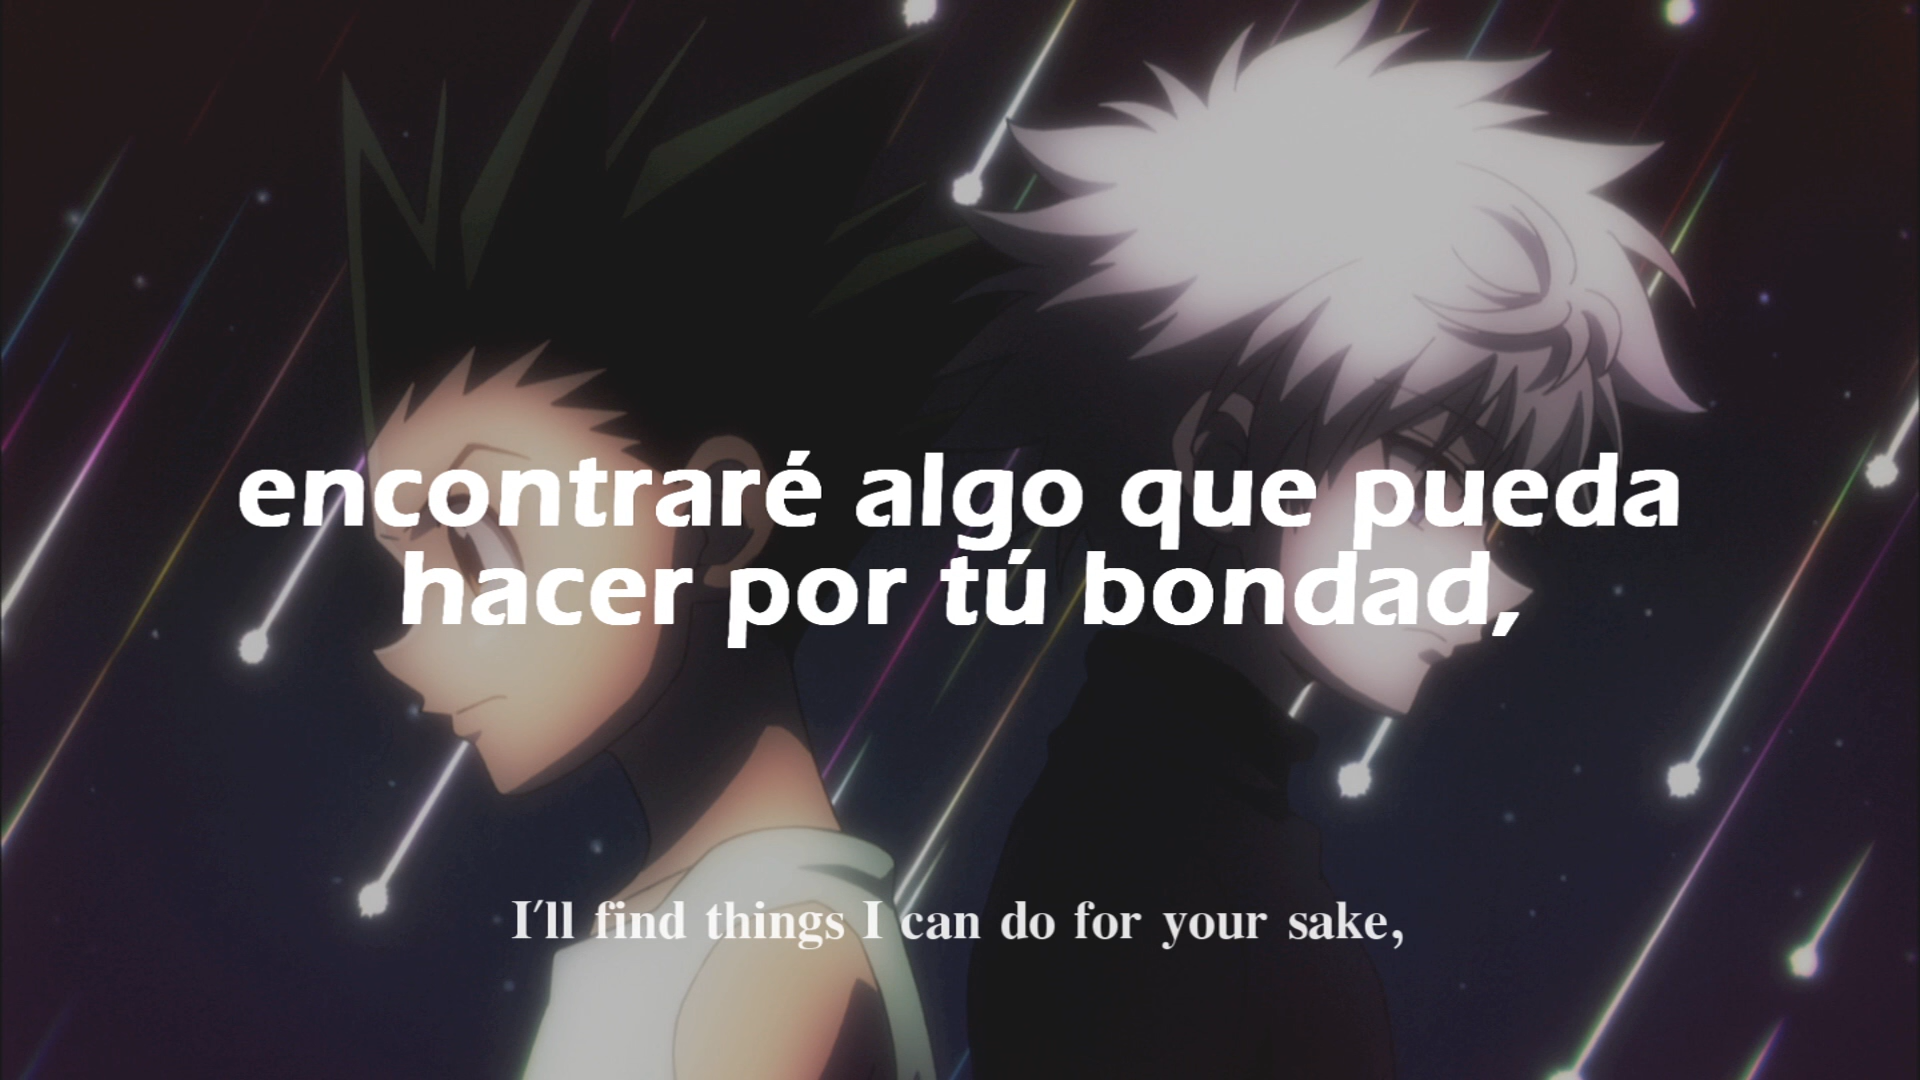 encontraré algo que pueda
hacer por tú bondad,
I'll find things I can do for your sake,